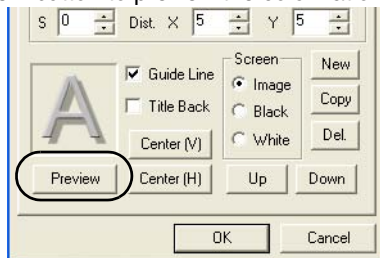 S 0 Dist. X 5 Y 5
Screen
Guide Line
Image
New
Title Back
Black
Copy
A
Center (V)
White
Del.
Preview
Center (H)
Up
Down
OK
Cancel